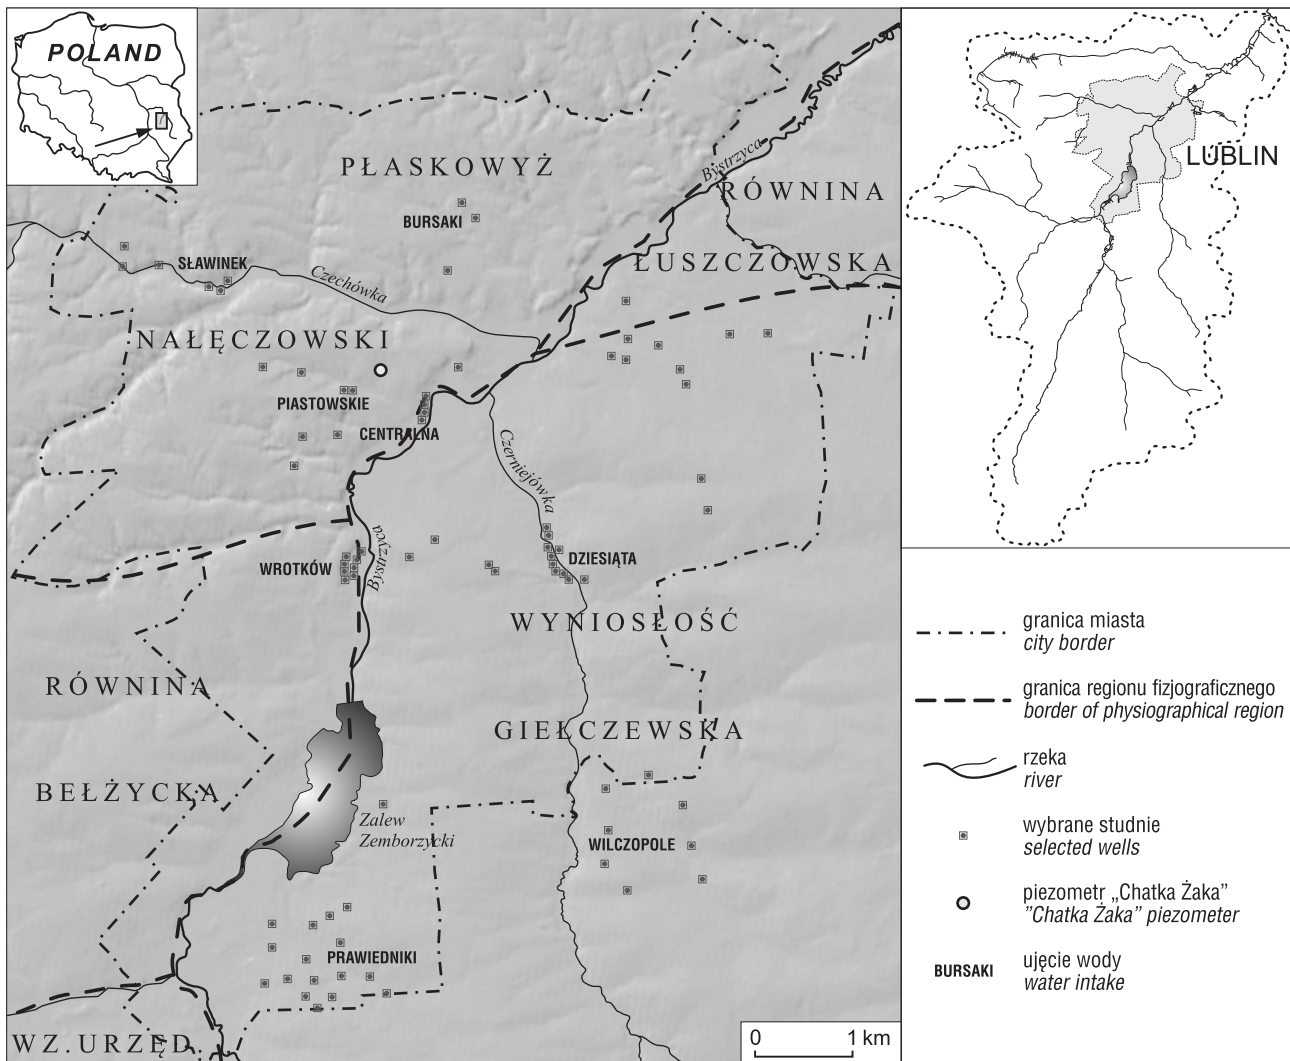 POLAND
PŁASKOWYŻ
Bystrzyca
RÓWNINA
BURSAKI
SŁAWINEK
Czechówka
ŁUSZCZOWSKA
NAŁĘCZOWSKI
PIASTOWSKIE
CENTRALNA
Czerniejówka
Bystrzyca
WROTKÓW
DZIESIĄTA
WYNIOSŁOŚĆ
RÓWNINA
GIEŁCZEWSKA
BEŁŻYCKA
Zalew
Zemborzycki
WILCZOPOLE
PRAWIEDNIKI
WZ.URZĘD.
0 1 km
LUBLIN
granica miasta
city border
granica regionu fizjograficznego
border of physiographical region
rzeka
river
wybrane studnie
selected wells
piezometr „Chatka Żaka”
”Chatka Żaka” piezometer
BURSAKI
ujęcie wody
water intake